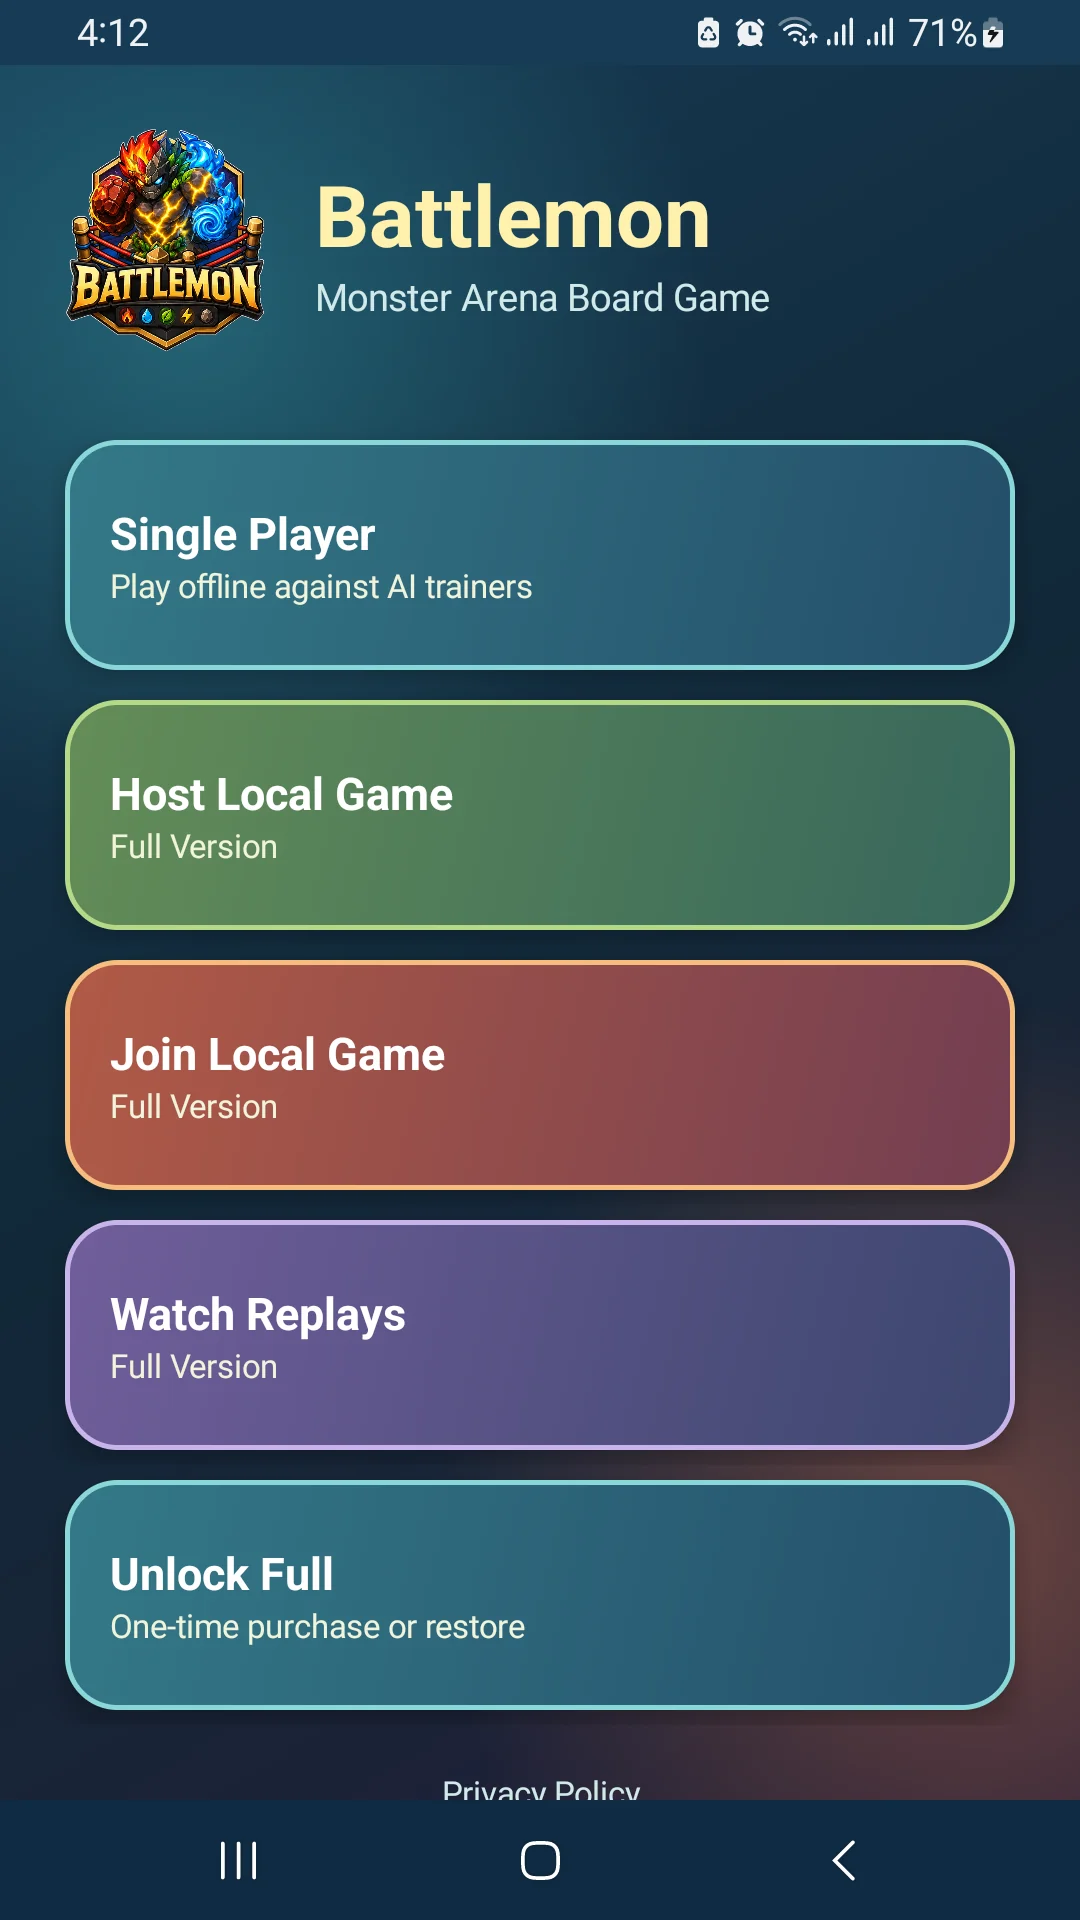 4:12
71%
BATTLEMON
Battlemon
Monster Arena Board Game
Single Player
Play offline against AI trainers
Host Local Game
Full Version
Join Local Game
Full Version
Watch Replays
Full Version
Unlock Full
One-time purchase or restore
Privacy Policy